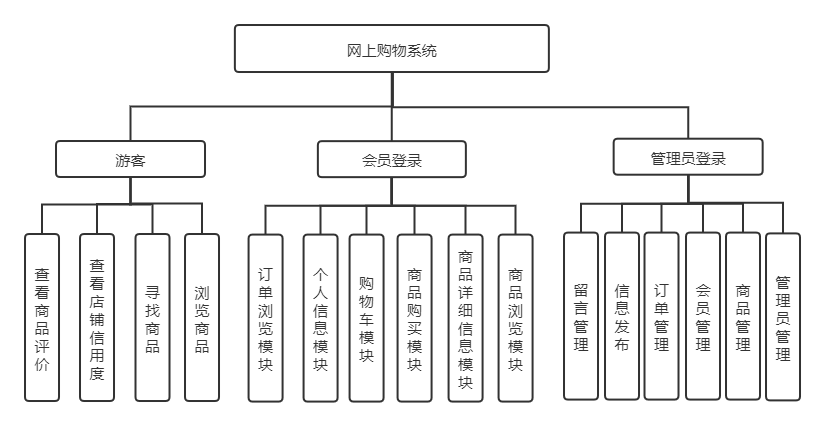 网上购物系统
游客
会员登录
管理员登录
查看商品评价
查看店铺信用度
寻找商品
浏览商品
订单浏览模块
个人信息模块
购物车模块
商品购买模块
商品详细信息模块
商品浏览模块
留言管理
信息发布
订单管理
会员管理
商品管理
管理员管理